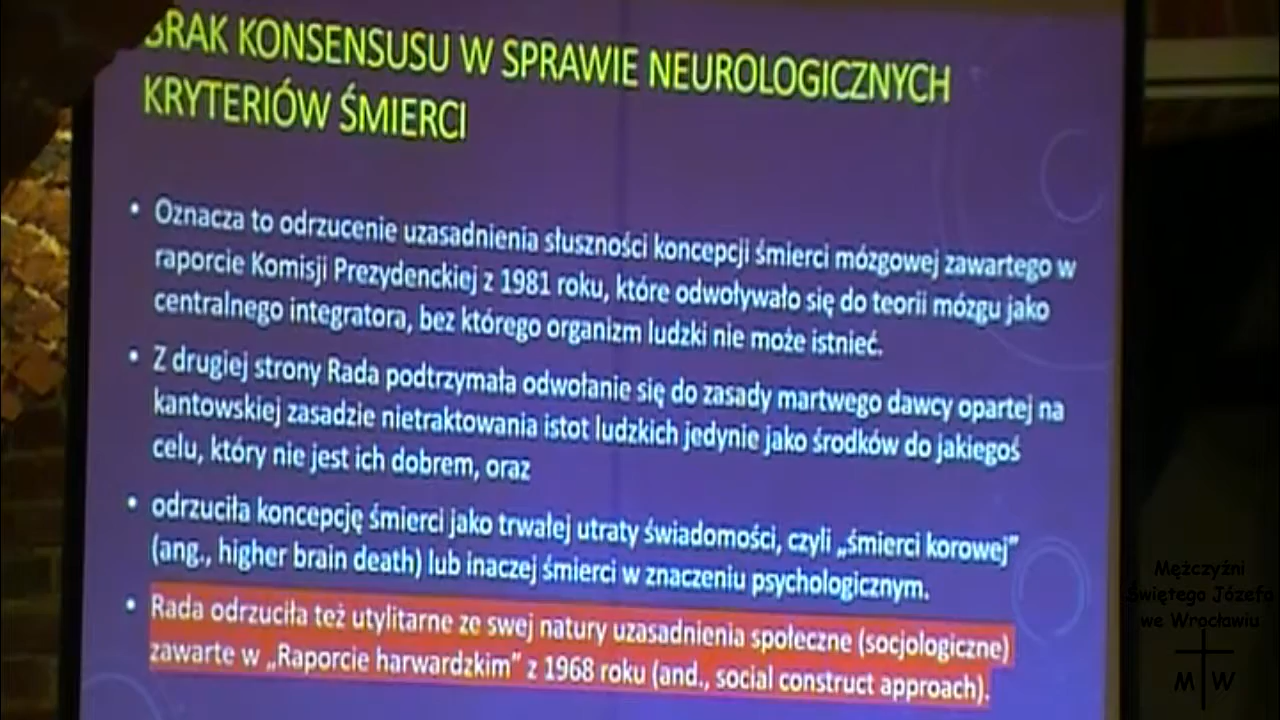 BRAK KONSENSUSU W SPRAWIE NEUROLOGICZNYCH
KRYTERIÓW ŚMIERCI
• Oznacza to odrzucenie uzasadnienia słuszności koncepcji śmierci mózgowej zawartego w
raporcie Komisji Prezydenckiej z 1981 roku, które odwoływało się do teorii mózgu jako
centralnego integratora, bez którego organizm ludzki nie może istnieć.
• Z drugiej strony Rada podtrzymała odwołanie się do zasady martwego dawcy opartej na
kantowskiej zasadzie nietraktowania istot ludzkich jedynie jako środków do jakiegoś
celu, który nie jest ich dobrem, oraz
• odrzuciła koncepcję śmierci jako trwałej utraty świadomości, czyli „śmierci korowej”
(ang., higher brain death) lub inaczej śmierci w znaczeniu psychologicznym.
• Rada odrzuciła też utylitarne ze swej natury uzasadnienia społeczne (socjologiczne)
zawarte w „Raporcie harwardzkim” z 1968 roku (and., social construct approach).
Mężczyźni
Świętego Józefa
we Wrocławiu
M W